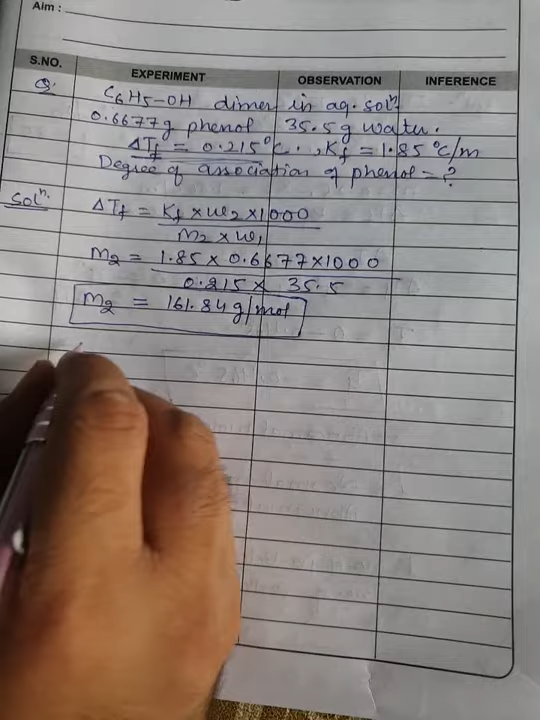 Aim :
S.NO. EXPERIMENT OBSERVATION INFERENCE
Q. C6H5-OH dimer in aq. solⁿ.
0.6677g phenol 35.5g water.
ΔTf = 0.215°C. , Kf = 1.85 °C/m
Degree of association of phenol = ?
Solⁿ. ΔTf = Kf × w2 × 1000
M2 × w1
M2 = 1.85 × 0.6677 × 1000
0.215 × 35.5
M2 = 161.84 g/mol